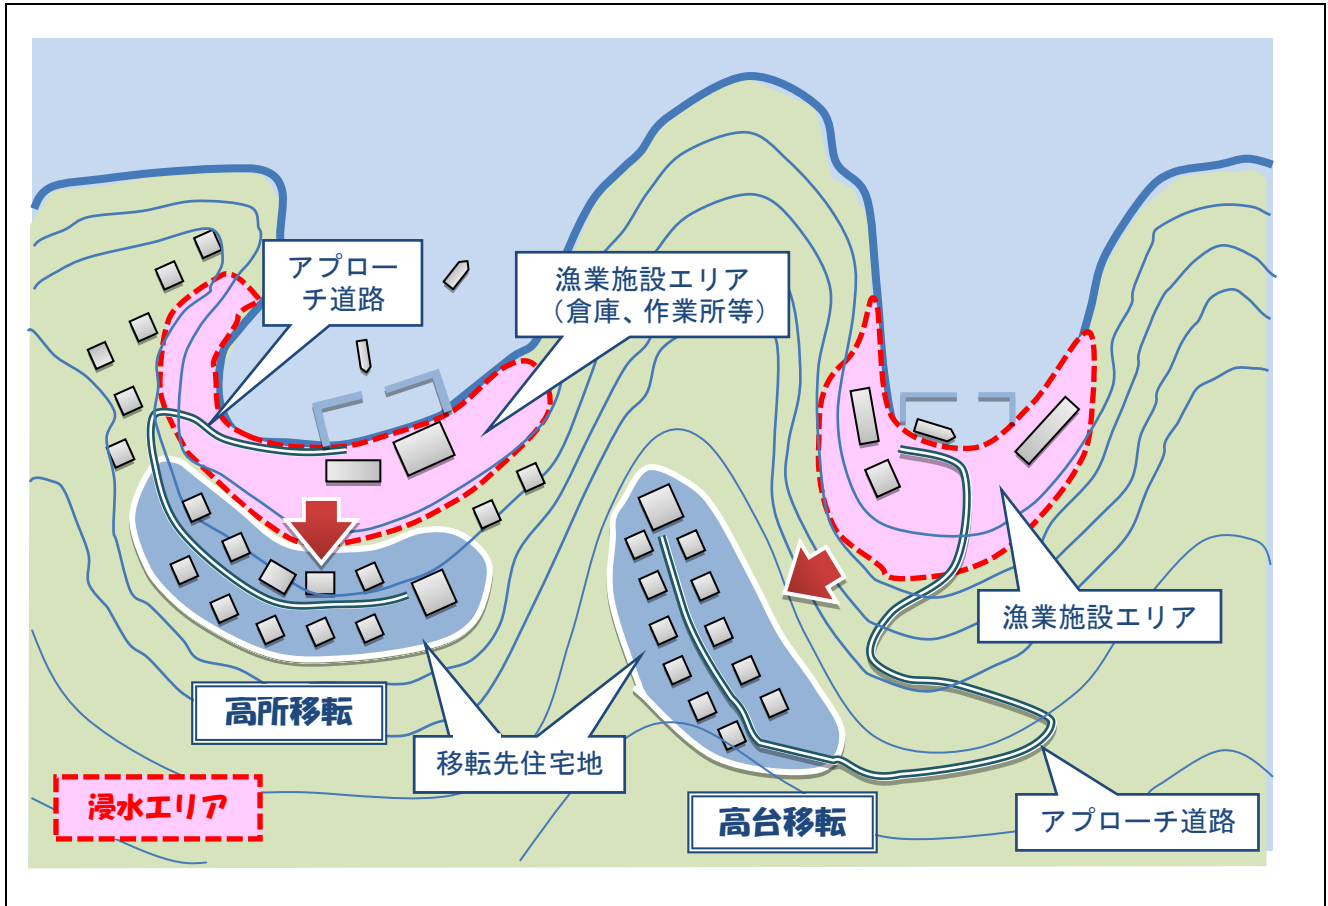 アプロー
チ道路
漁業施設エリア
（倉庫、作業所等）
漁業施設エリア
高所移転
移転先住宅地
浸水エリア
高台移転
アプローチ道路